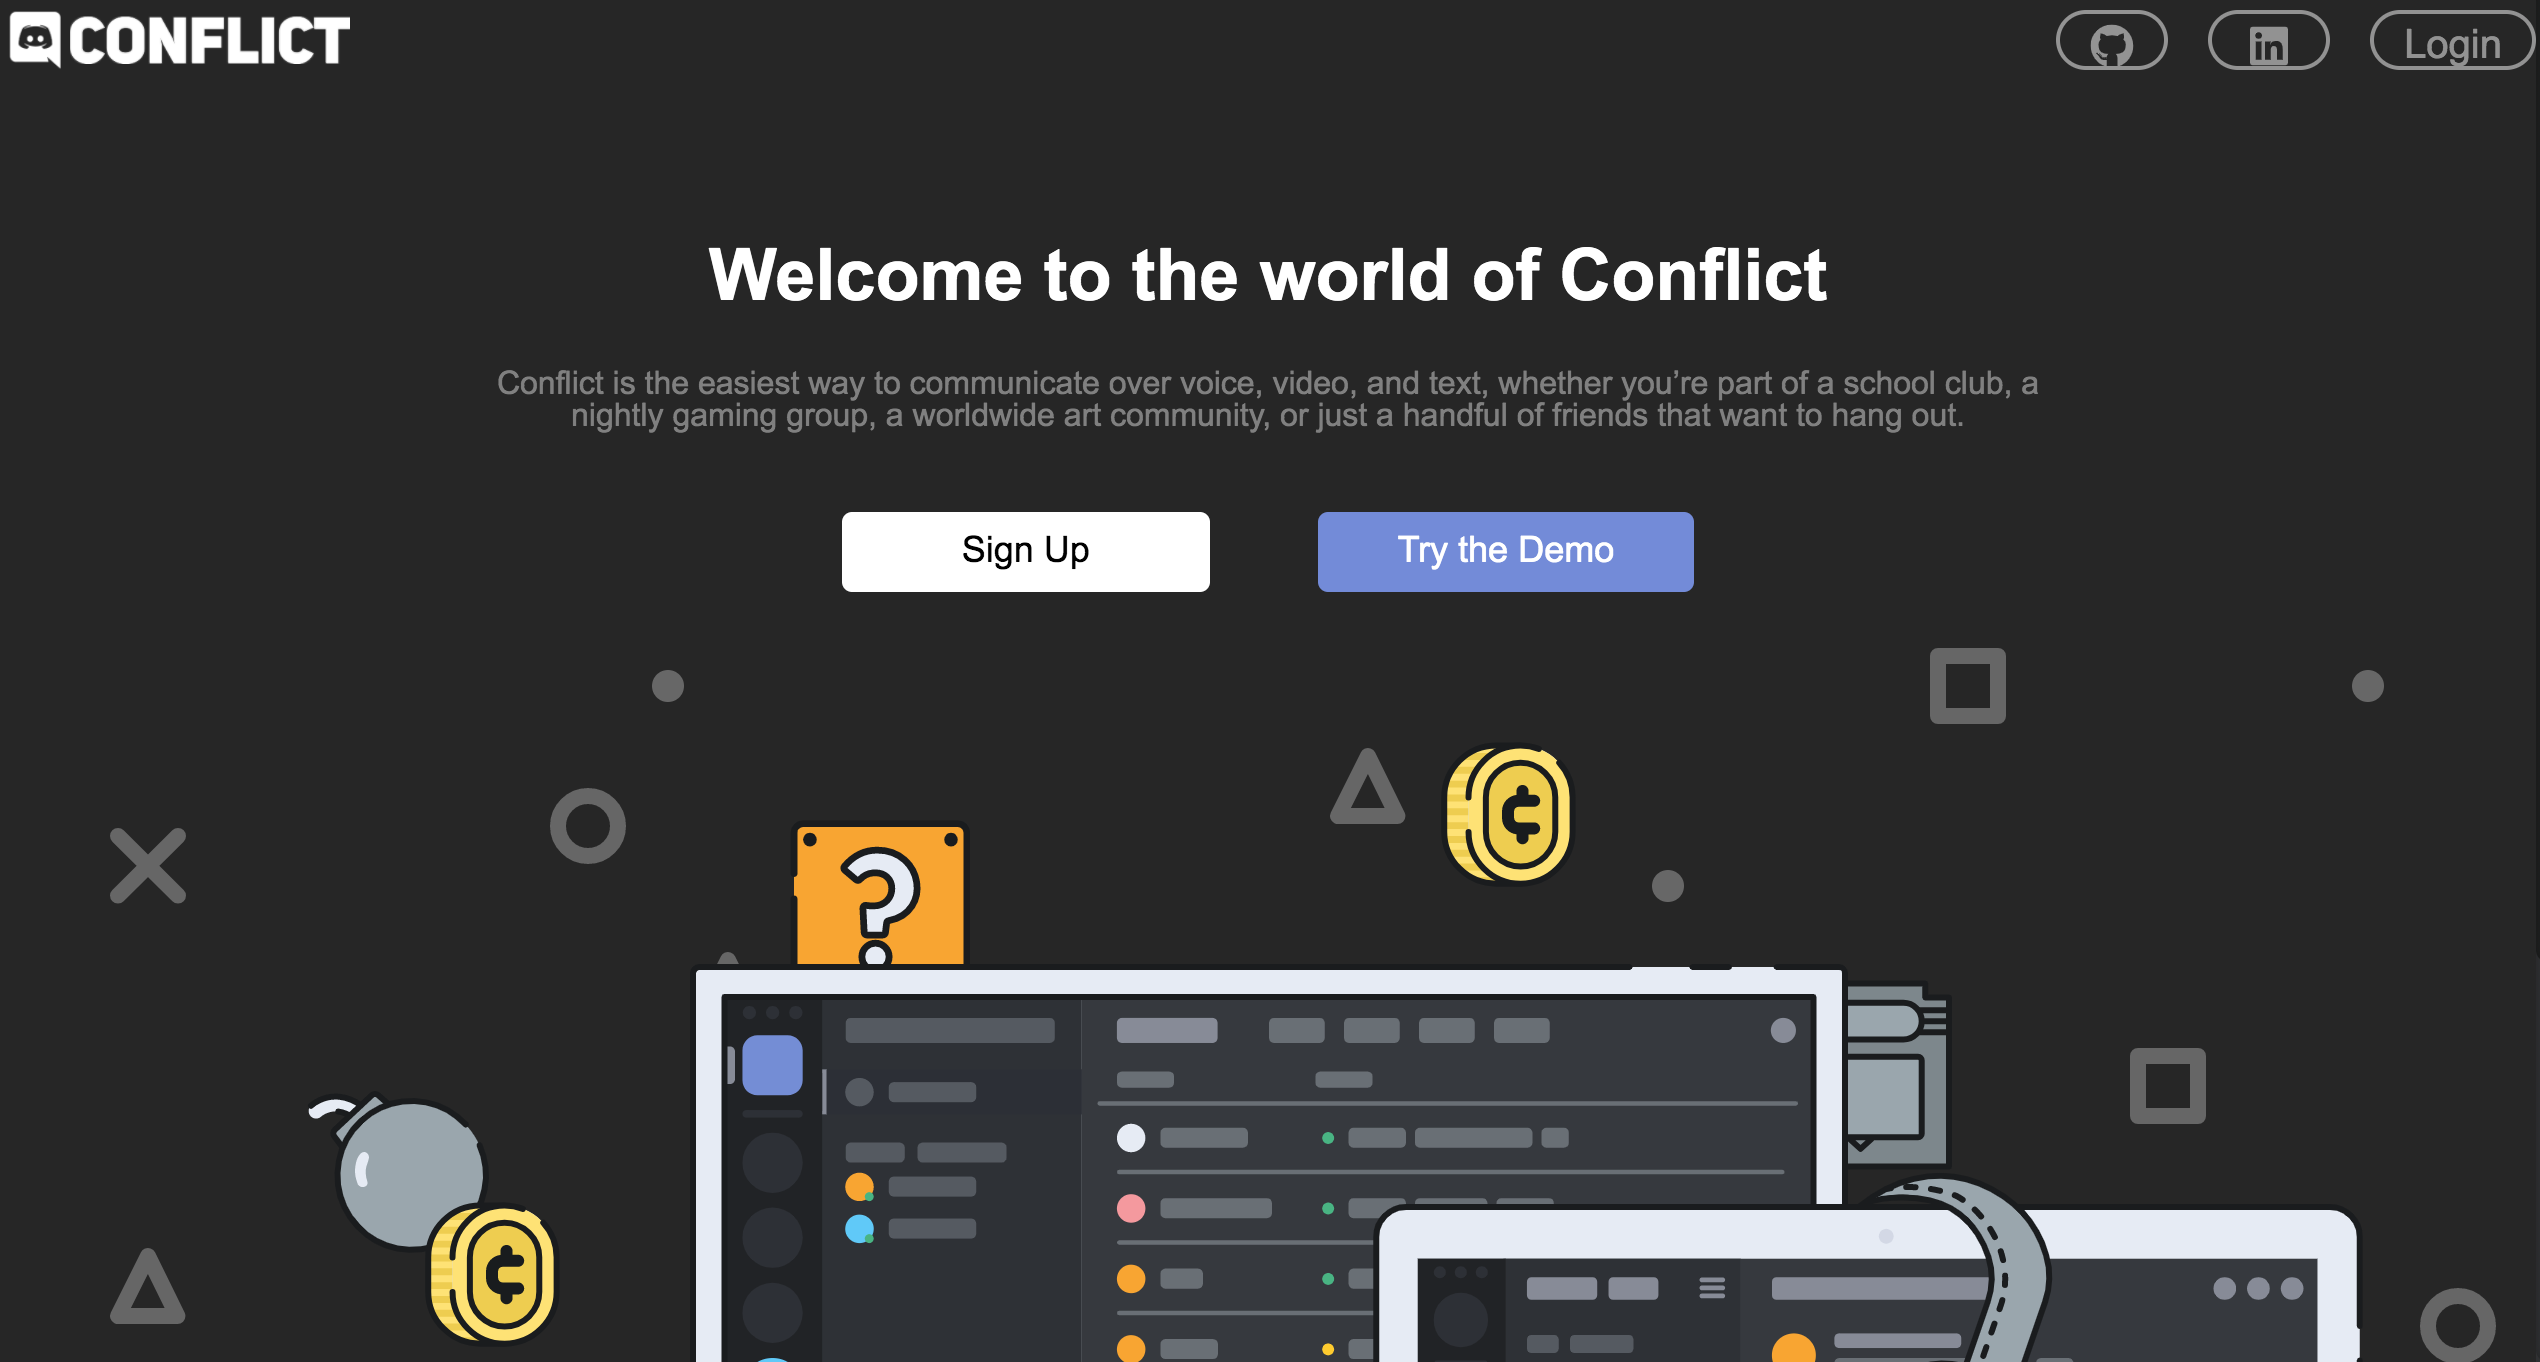 CONFLICT
in
Login
Welcome to the world of Conflict
Conflict is the easiest way to communicate over voice, video, and text, whether you’re part of a school club, a
nightly gaming group, a worldwide art community, or just a handful of friends that want to hang out.
Sign Up
Try the Demo
?